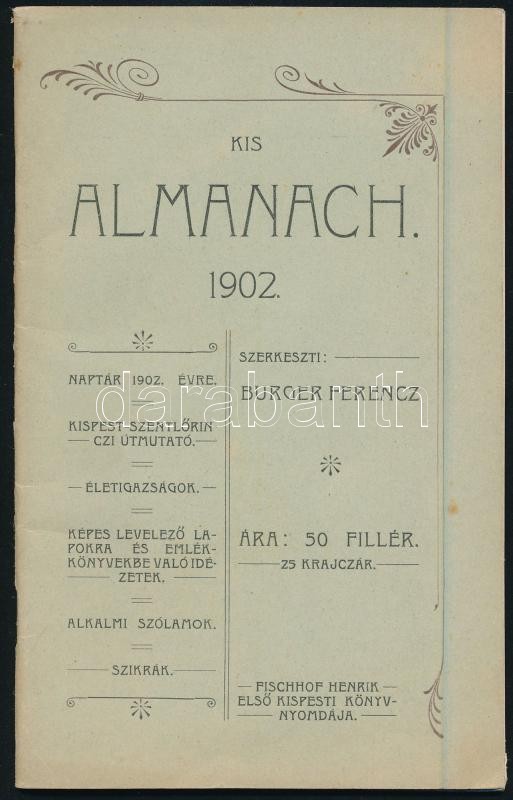 KIS
ALMANACH.
1902.
NAPTÁR 1902. ÉVRE.
KISPEST-SZENTLŐRIN
CZI ÚTMUTATÓ.
ÉLETIGAZSÁGOK.
KÉPES LEVELEZŐ LA-
POKRA ÉS EMLÉK-
KÖNYVEKBE VALÓ IDÉ-
ZETEK.
ALKALMI SZÓLAMOK.
SZIKRÁK.
SZERKESZTI:
BURGER FERENCZ
ÁRA: 50 FILLÉR.
25 KRAJCZÁR.
FISCHHOF HENRIK
ELSŐ KISPESTI KÖNYV-
NYOMDÁJA.
darabanth